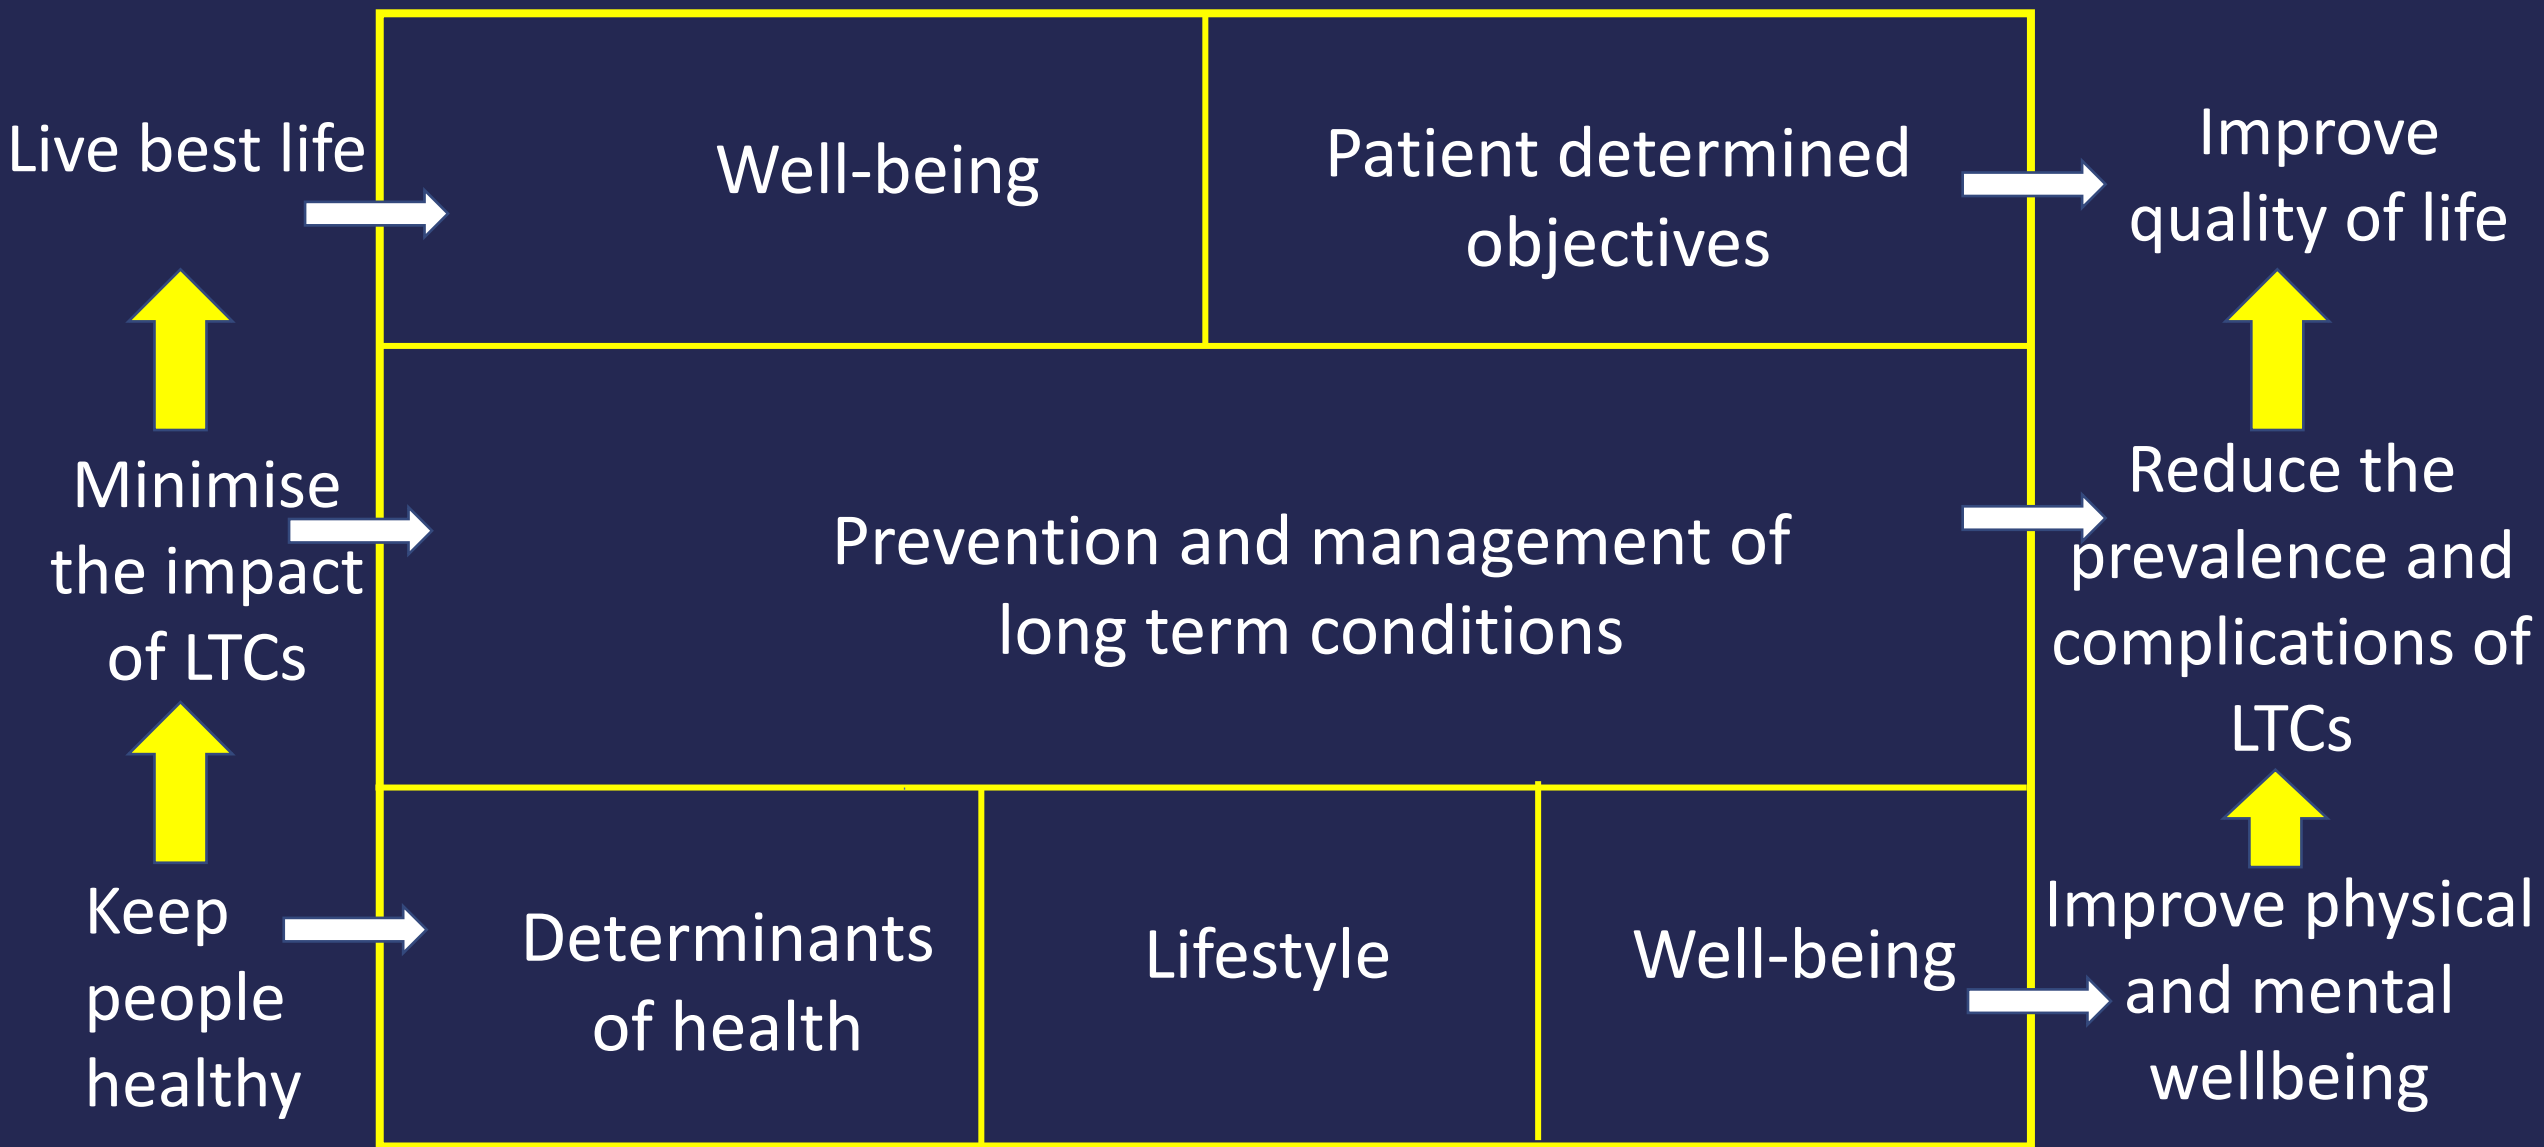 Live best life
Well-being
Patient determined
objectives
Improve
quality of life
Minimise
the impact
of LTCs
Prevention and management of
long term conditions
Reduce the
prevalence and
complications of
LTCs
Keep
people
healthy
Determinants
of health
Lifestyle
Well-being
Improve physical
and mental
wellbeing